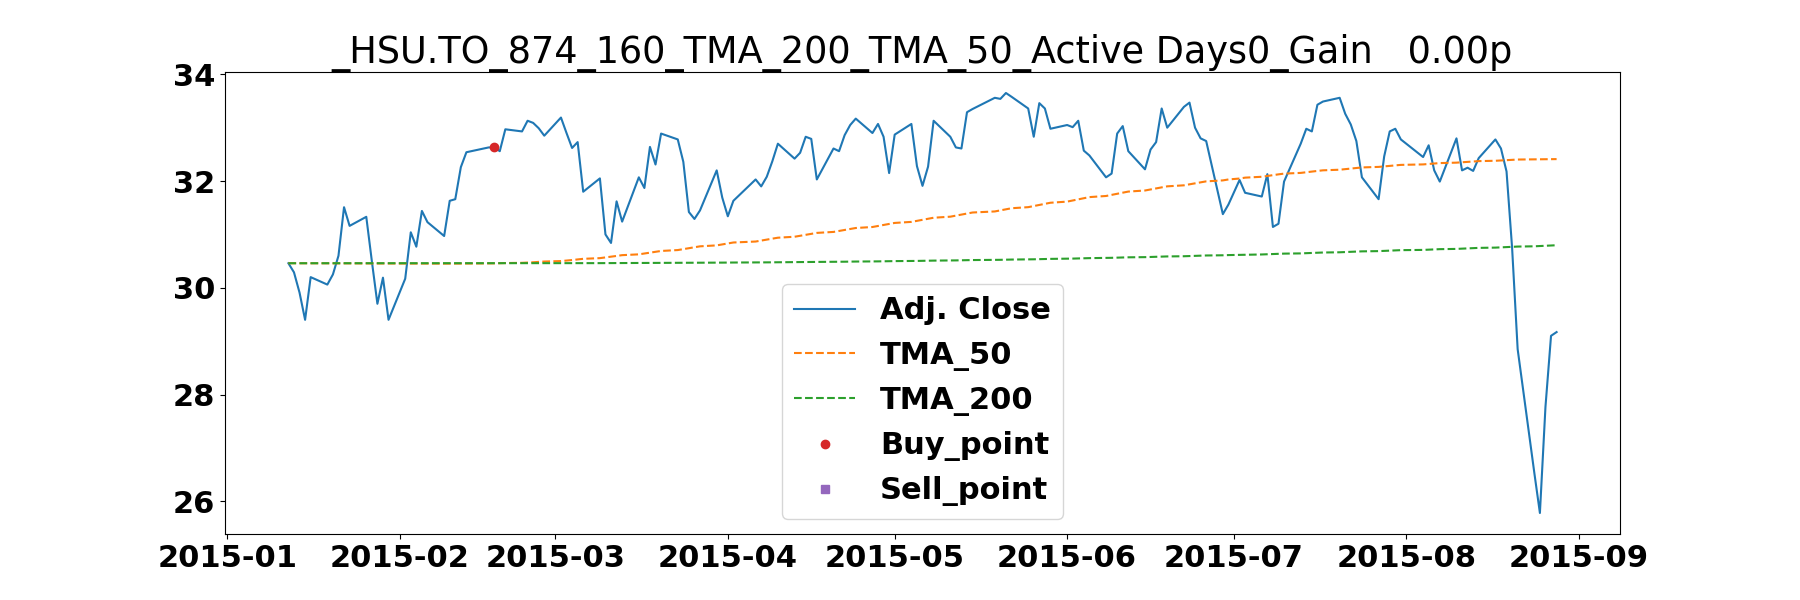 _HSU.TO_874_160_TMA_200_TMA_50_Active Days0_Gain   0.00p
34
32
30
28
26
Adj. Close
TMA_50
TMA_200
Buy_point
Sell_point
2015-01 2015-02 2015-03 2015-04 2015-05 2015-06 2015-07 2015-08 2015-09